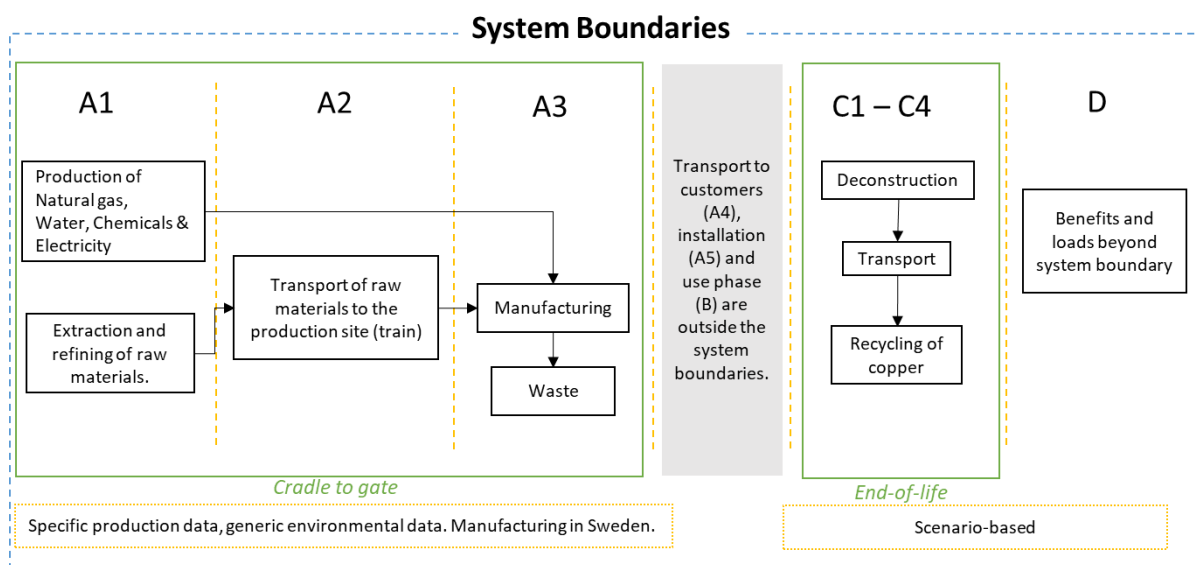 System Boundaries
A1
A2
A3
C1 – C4
D
Production of
Natural gas,
Water, Chemicals &
Electricity
Extraction and
refining of raw
materials.
Transport of raw
materials to the
production site (train)
Manufacturing
Waste
Transport to
customers
(A4),
installation
(A5) and
use phase
(B) are
outside the
system
boundaries.
Deconstruction
Transport
Recycling of
copper
Benefits and
loads beyond
system boundary
Cradle to gate
End-of-life
Specific production data, generic environmental data. Manufacturing in Sweden.
Scenario-based